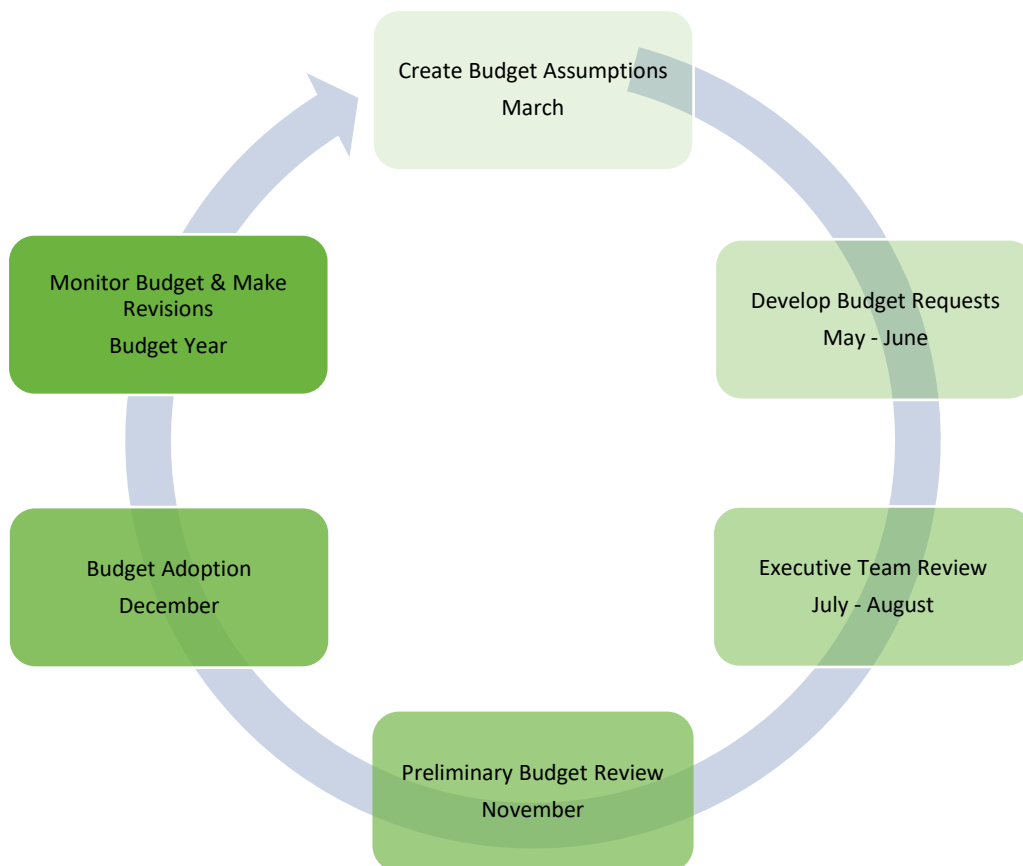 Create Budget Assumptions
March
Develop Budget Requests
May - June
Executive Team Review
July - August
Preliminary Budget Review
November
Budget Adoption
December
Monitor Budget & Make
Revisions
Budget Year